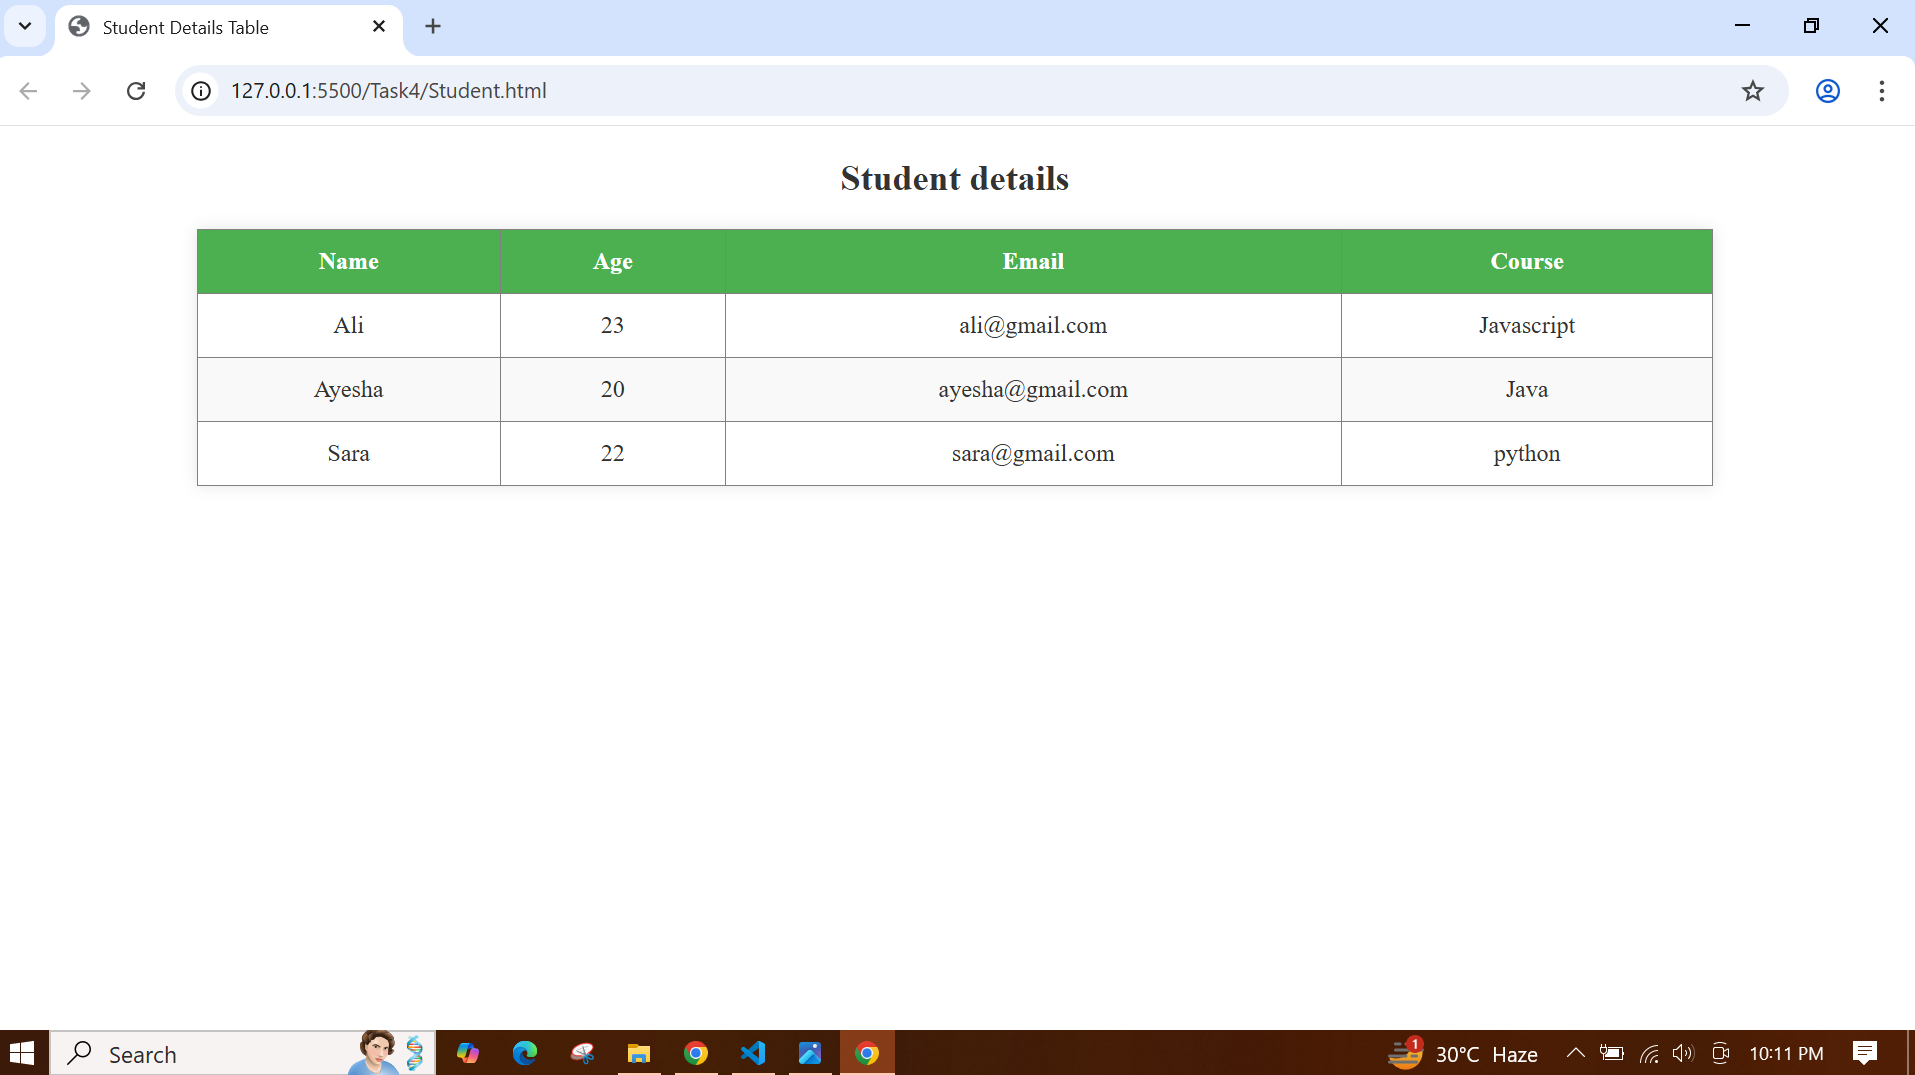 Student Details Table
127.0.0.1:5500/Task4/Student.html
Student details
Name Age Email Course
Ali 23 ali@gmail.com Javascript
Ayesha 20 ayesha@gmail.com Java
Sara 22 sara@gmail.com python
Search 1 30°C Haze 10:11 PM